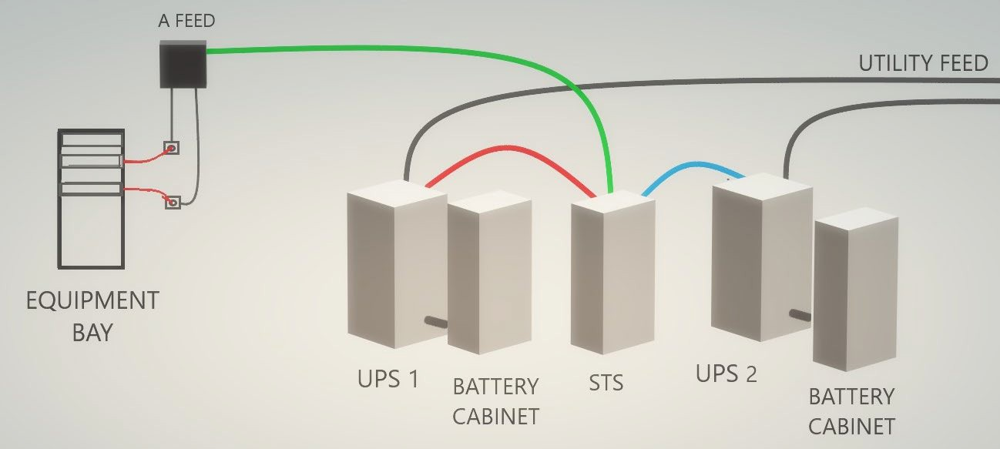 A FEED
UTILITY FEED
EQUIPMENT
BAY
UPS 1
BATTERY
CABINET
STS
UPS 2
BATTERY
CABINET